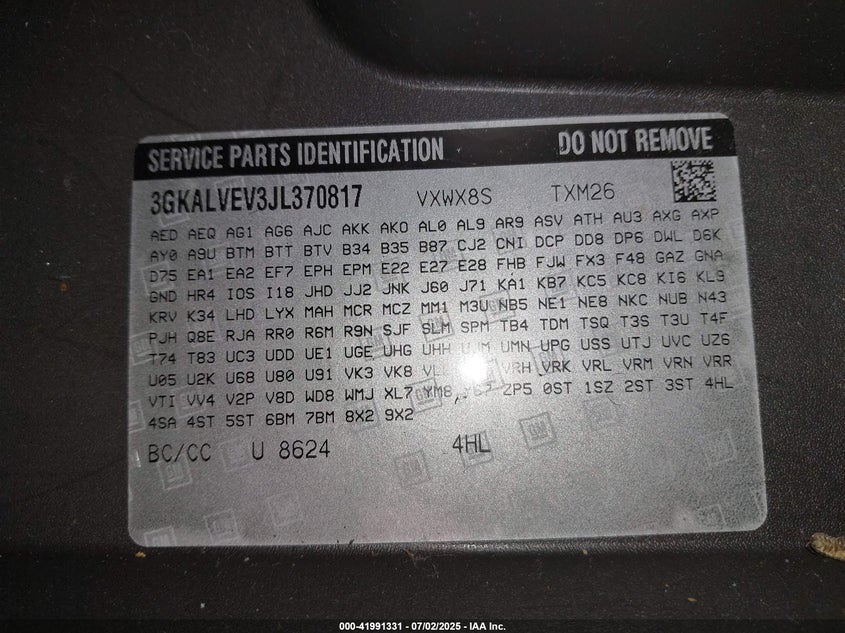 SERVICE PARTS IDENTIFICATION DO NOT REMOVE
3GKALVEV3JL370817 VXWX8S TXM26
AED AEQ AG1 AG6 AJC AKK AKO AL0 AL9 AR9 ASV ATH AU3 AXG AXP
AY0 A9U BTM BTT BTV B34 B35 B87 CJ2 CNI DCP DD8 DP6 DWL D6K
D75 EA1 EA2 EF7 EPH EPM E22 E27 E28 FHB FJW FX3 F48 GAZ GNA
GND HR4 IOS I18 JHD JJ2 JNK J60 J71 KA1 KB7 KC5 KC8 KI6 KL9
KRV K34 LHD LYX MAH MCR MCZ MM1 M3U NB5 NE1 NE8 NKC NUB N43
PJH Q8E RJA RR0 R6M R9N SJF SLM SPM TB4 TDM TSQ T3S T3U T4F
T74 T83 UC3 UDD UE1 UGE UHG UHH UJM UMN UPG USS UTJ UVC UZ6
U05 U2K U68 U80 U91 VK3 VK8 VRH VRK VRL VRM VRN VRR
VTI VV4 V2P V8D WD8 WMJ XL7 YM8 ZP5 0ST 1SZ 2ST 3ST 4HL
4SA 4ST 5ST 6BM 7BM 8X2 9X2
BC/CC U 8624 4HL
000-41991331 - 07/02/2025 - IAA Inc.